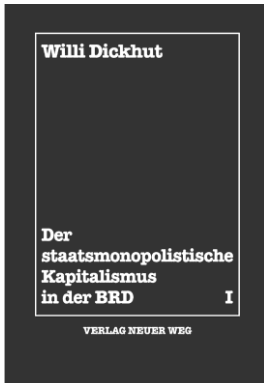 Willi Dickhut
Der
staatsmonopolistische
Kapitalismus
in der BRD I
VERLAG NEUER WEG